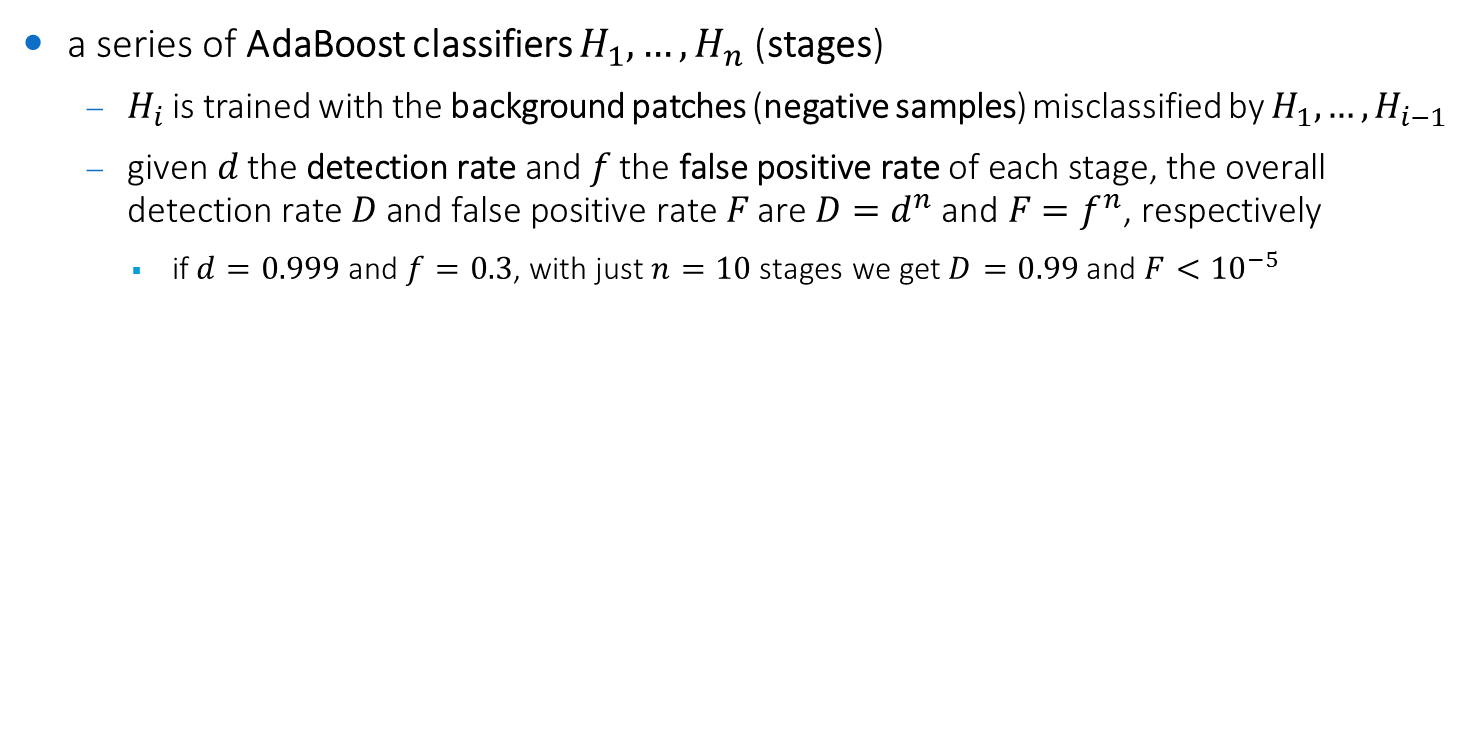 • a series of AdaBoost classifiers H₁, … , Hₙ (stages)
– Hᵢ is trained with the background patches (negative samples) misclassified by H₁, … , Hᵢ₋₁
– given d the detection rate and f the false positive rate of each stage, the overall
detection rate D and false positive rate F are D = dⁿ and F = fⁿ, respectively
▪ if d = 0.999 and f = 0.3, with just n = 10 stages we get D = 0.99 and F < 10⁻⁵